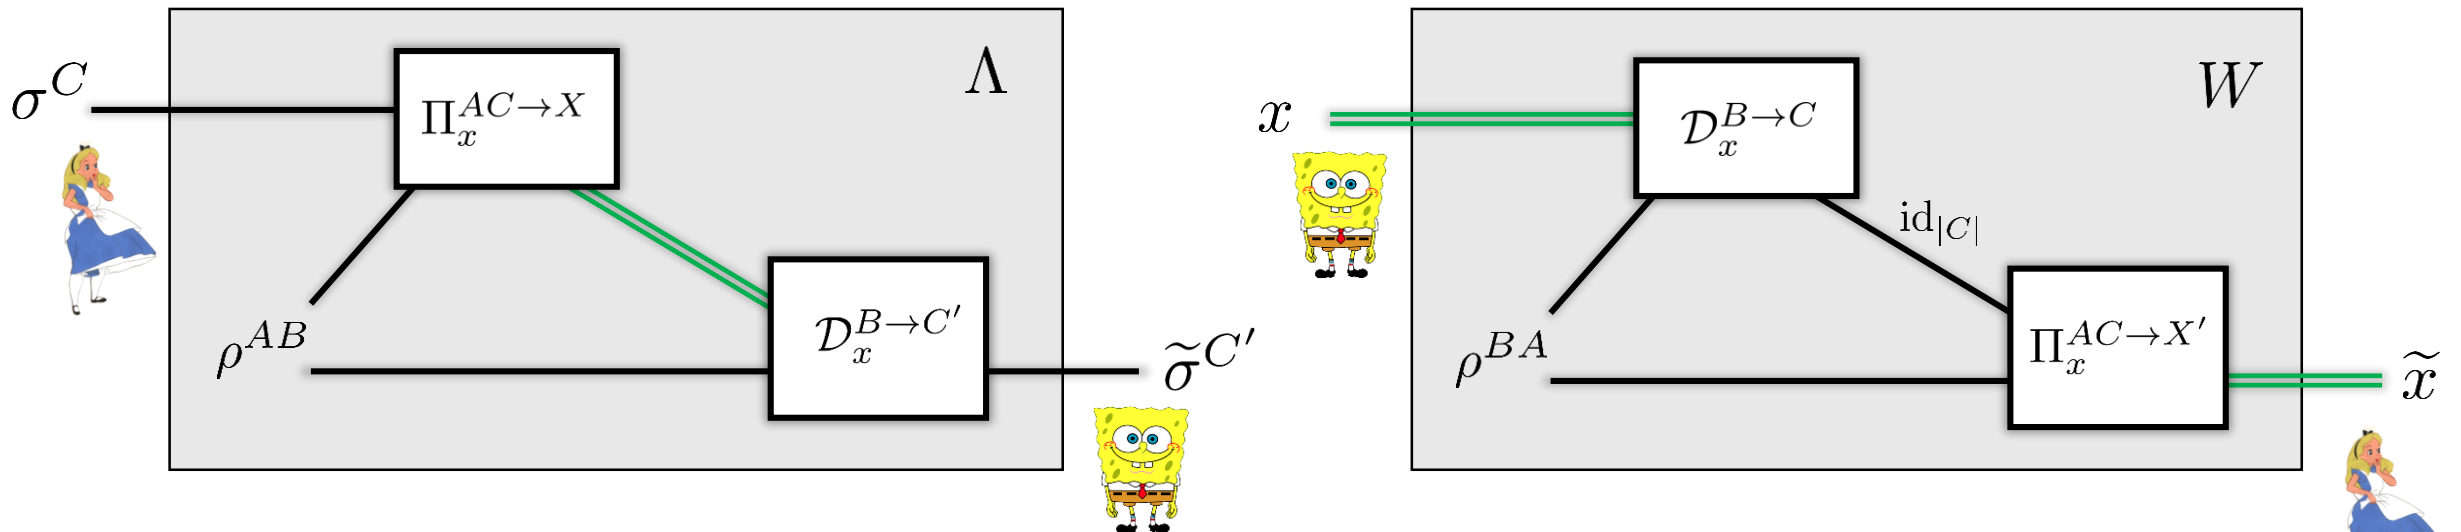 σ^C
Π_x^{AC→X}
Λ
ρ^{AB}
𝒟_x^{B→C′}
σ̃^{C′}
x
𝒟_x^{B→C}
W
id_{|C|}
ρ^{BA}
Π_x^{AC→X′}
x̃